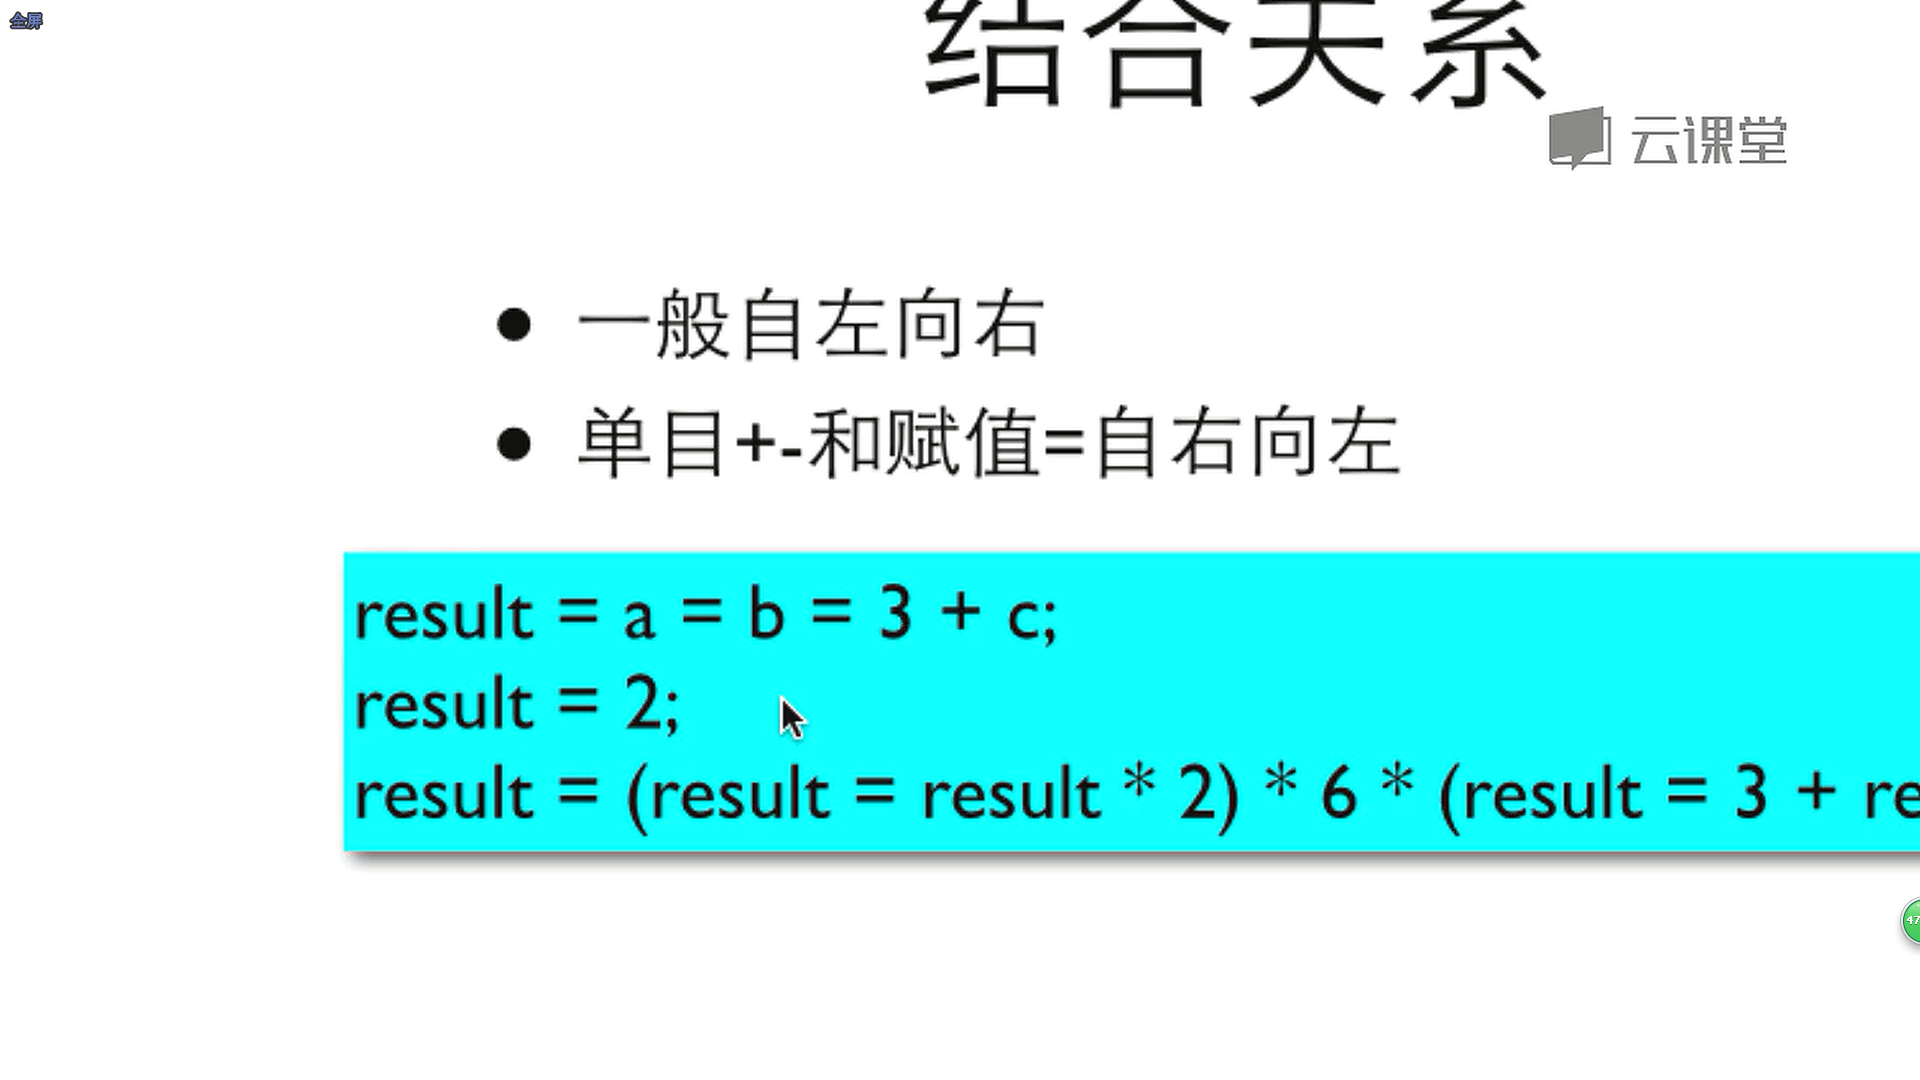 全屏
结合关系
云课堂
一般自左向右
单目+-和赋值=自右向左
result = a = b = 3 + c;
result = 2;
result = (result = result * 2) * 6 * (result = 3 + re
47